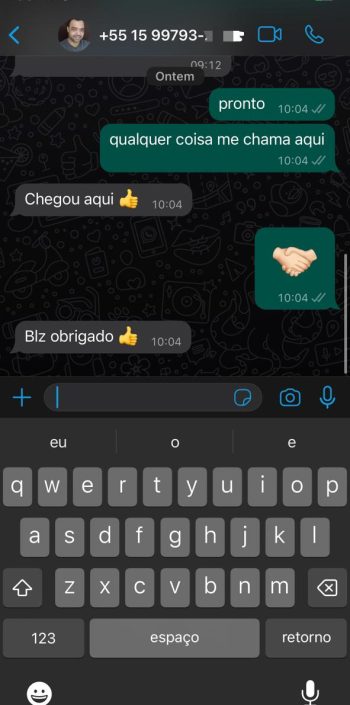 +55 15 99793-
09:12
Ontem
pronto 10:04
qualquer coisa me chama aqui
10:04
Chegou aqui 👍 10:04
🤝🏻
10:04
Blz obrigado 👍 10:04
eu o e
q w e r t y u i o p
a s d f g h j k l
z x c v b n m
123 espaço retorno